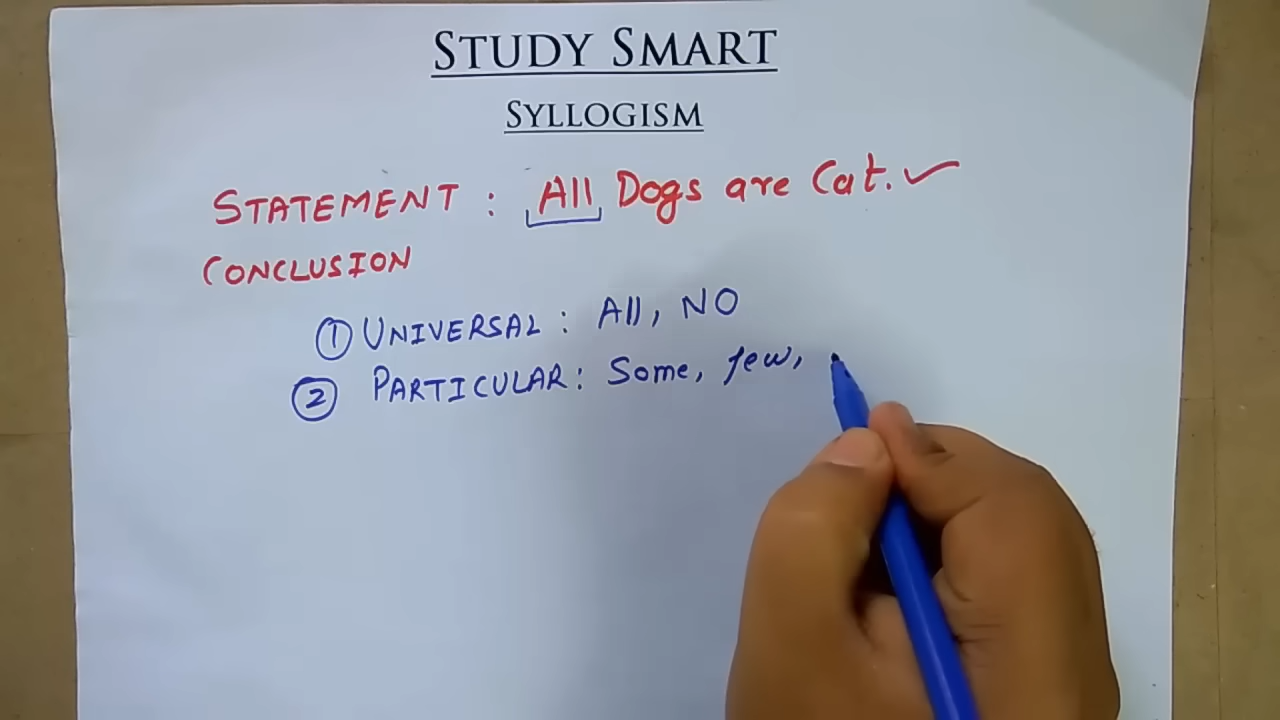 STUDY SMART
SYLLOGISM
STATEMENT : All Dogs are Cat. ✓
CONCLUSION
① UNIVERSAL : All, NO
② PARTICULAR : Some, few,